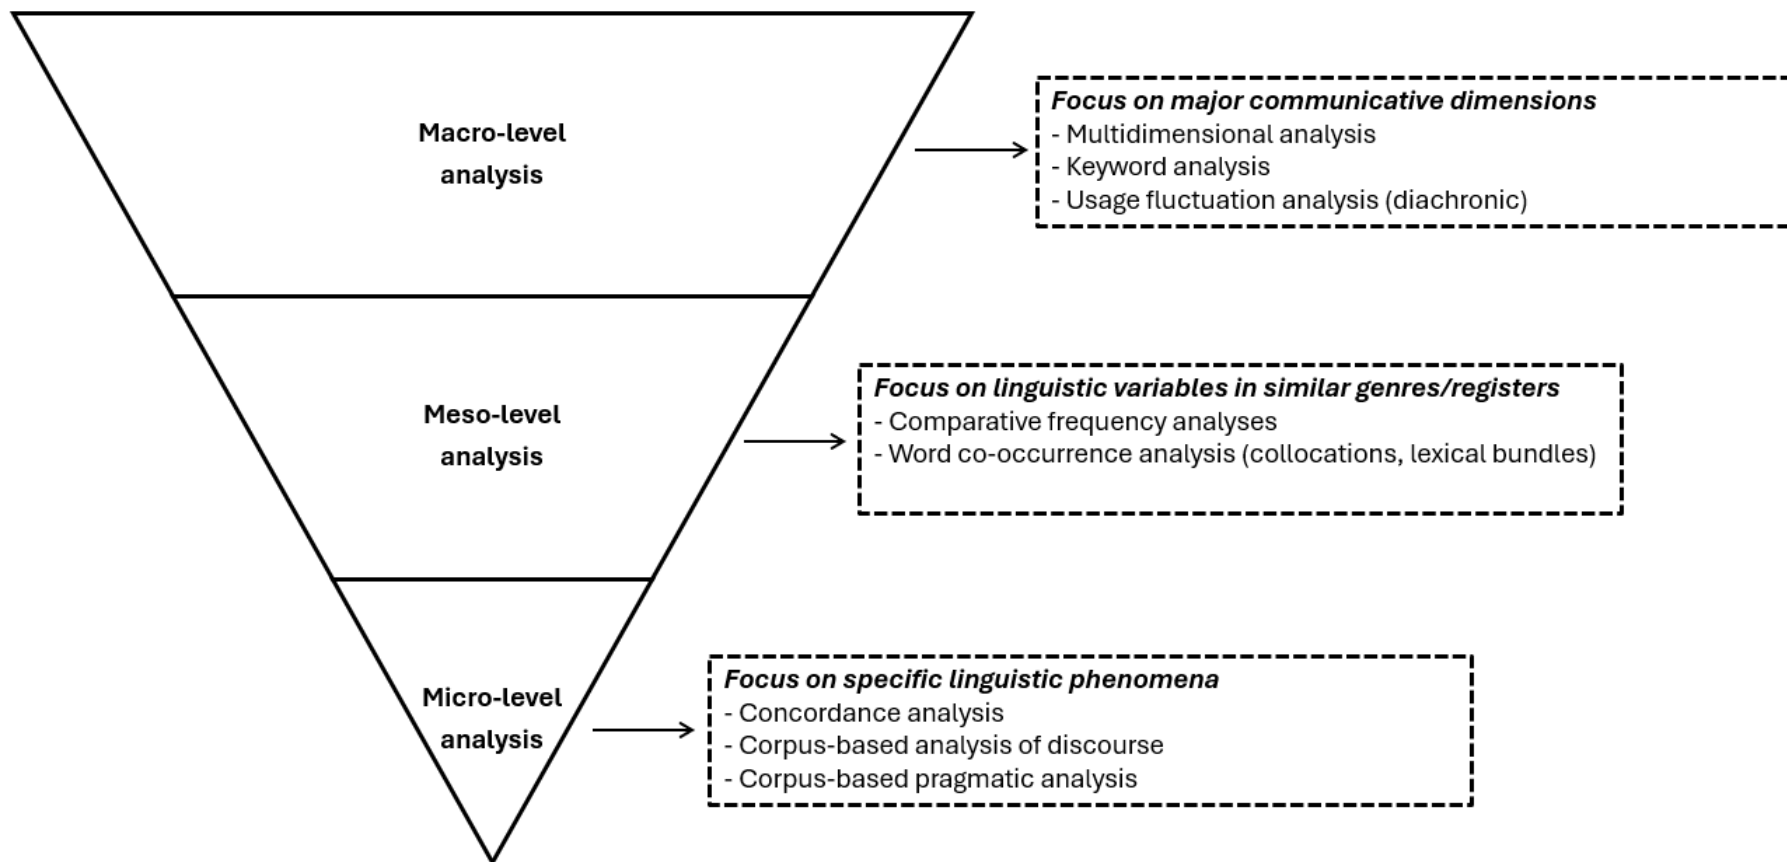 Macro-level
analysis
Focus on major communicative dimensions
- Multidimensional analysis
- Keyword analysis
- Usage fluctuation analysis (diachronic)
Meso-level
analysis
Focus on linguistic variables in similar genres/registers
- Comparative frequency analyses
- Word co-occurrence analysis (collocations, lexical bundles)
Micro-level
analysis
Focus on specific linguistic phenomena
- Concordance analysis
- Corpus-based analysis of discourse
- Corpus-based pragmatic analysis